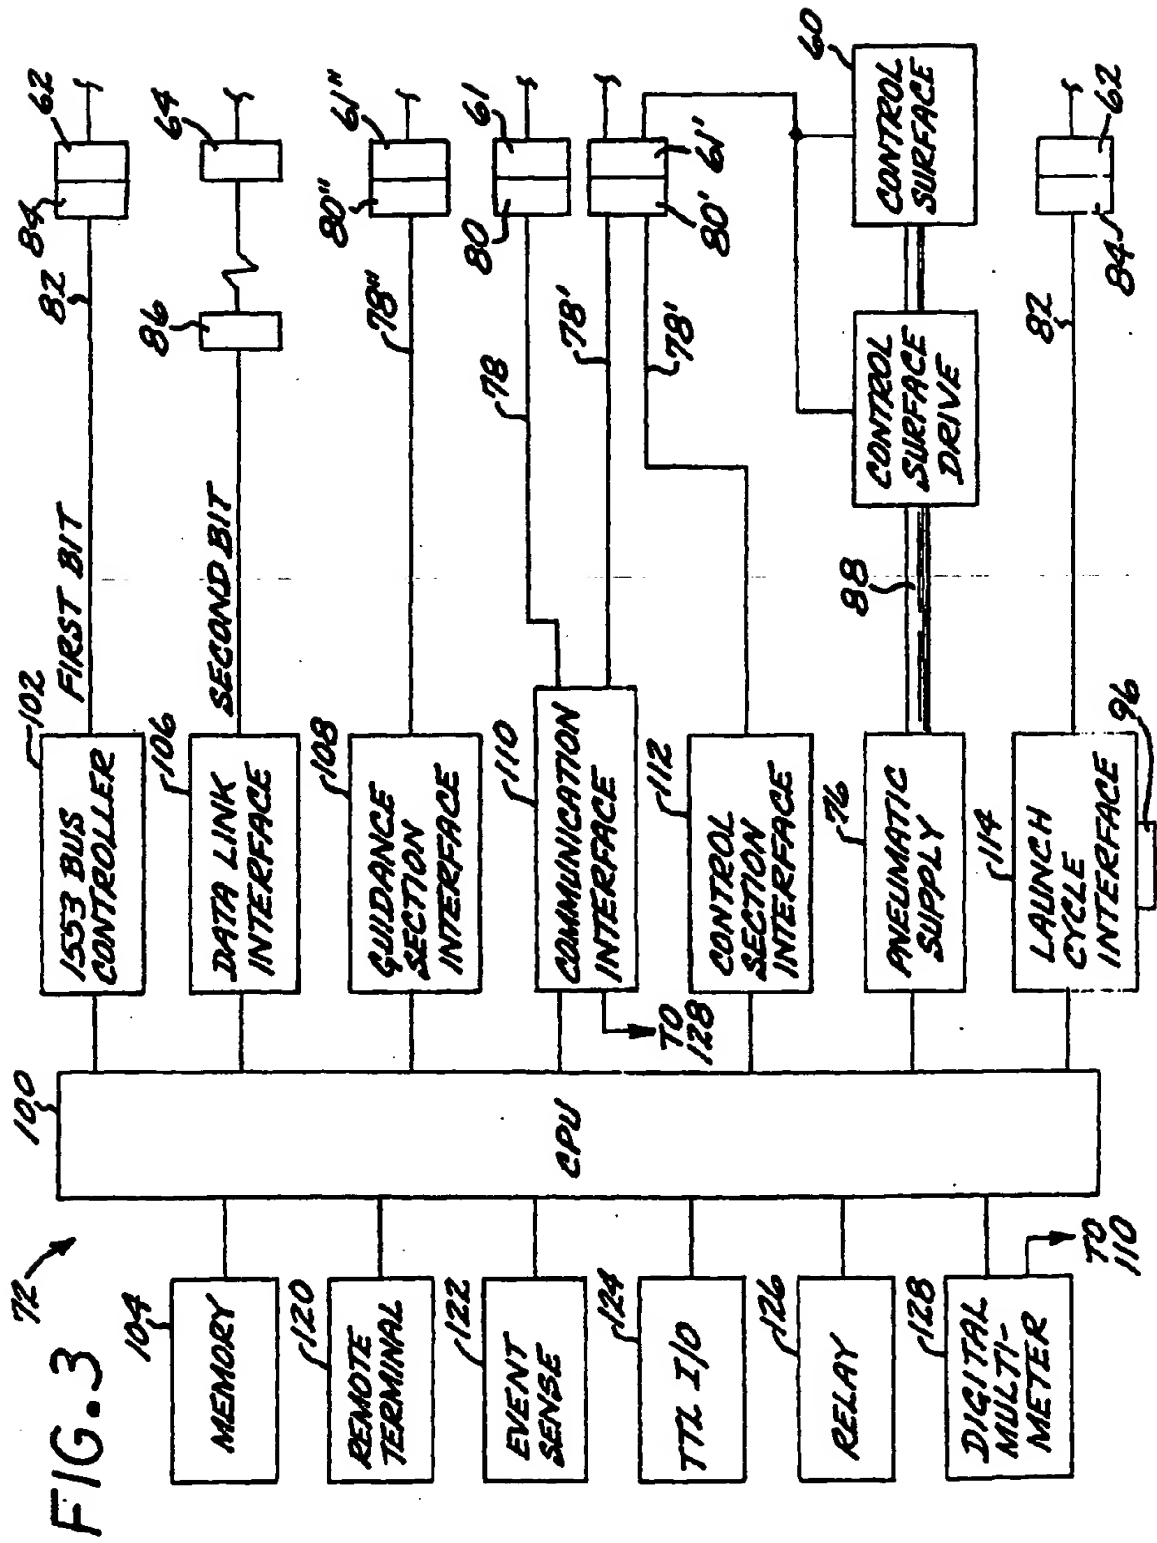 FIG.3
72
104
MEMORY
120
REMOTE
TERMINAL
122
EVENT
SENSE
124
TTL I/O
126
RELAY
128
DIGITAL
MULTI-
METER
TO
110
100
CPU
102
1553 BUS
CONTROLLER
FIRST BIT
82
84
62
106
DATA LINK
INTERFACE
SECOND BIT
86
64
108
GUIDANCE
SECTION
INTERFACE
78"
80"
61"
110
COMMUNICATION
INTERFACE
TO
128
78
80
61
78'
78'
80'
61'
112
CONTROL
SECTION
INTERFACE
76
PNEUMATIC
SUPPLY
88
CONTROL
SURFACE
DRIVE
60
CONTROL
SURFACE
114
LAUNCH
CYCLE
INTERFACE
96
82
84
62